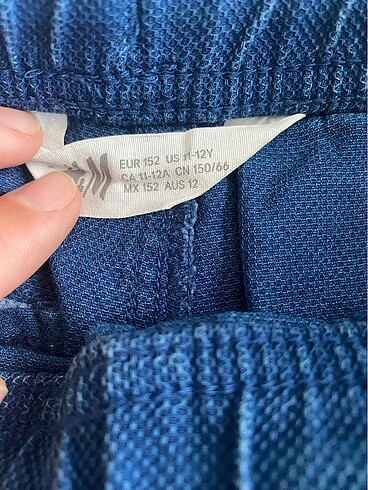 EUR 152 US 11-12Y
CA 11-12A CN 150/66
MX 152 AUS 12